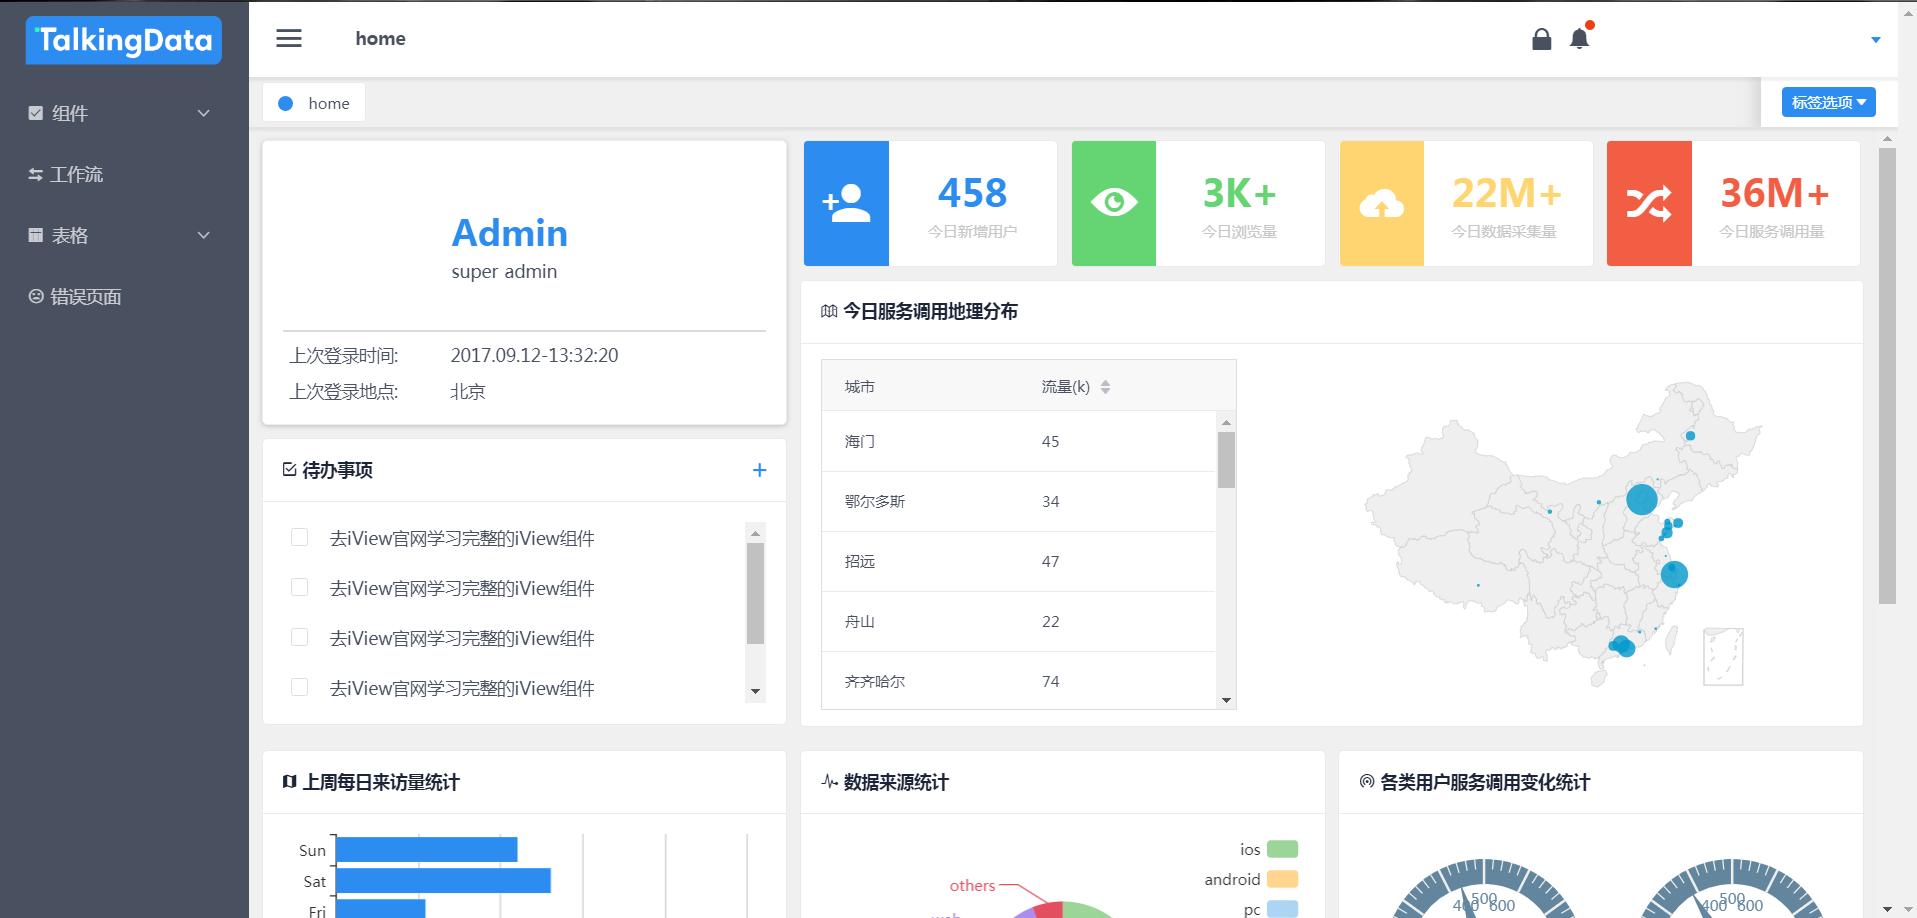 TalkingData
home
组件
工作流
表格
错误页面
home
标签选项
Admin
super admin
上次登录时间: 2017.09.12-13:32:20
上次登录地点: 北京
458
今日新增用户
3K+
今日浏览量
22M+
今日数据采集量
36M+
今日服务调用量
待办事项
去iView官网学习完整的iView组件
去iView官网学习完整的iView组件
去iView官网学习完整的iView组件
去iView官网学习完整的iView组件
今日服务调用地理分布
城市 流量(k)
海门 45
鄂尔多斯 34
招远 47
舟山 22
齐齐哈尔 74
上周每日来访量统计
Sun
Sat
Fri
数据来源统计
ios
android
pc
others
各类用户服务调用变化统计
400 500 600
400 500 600